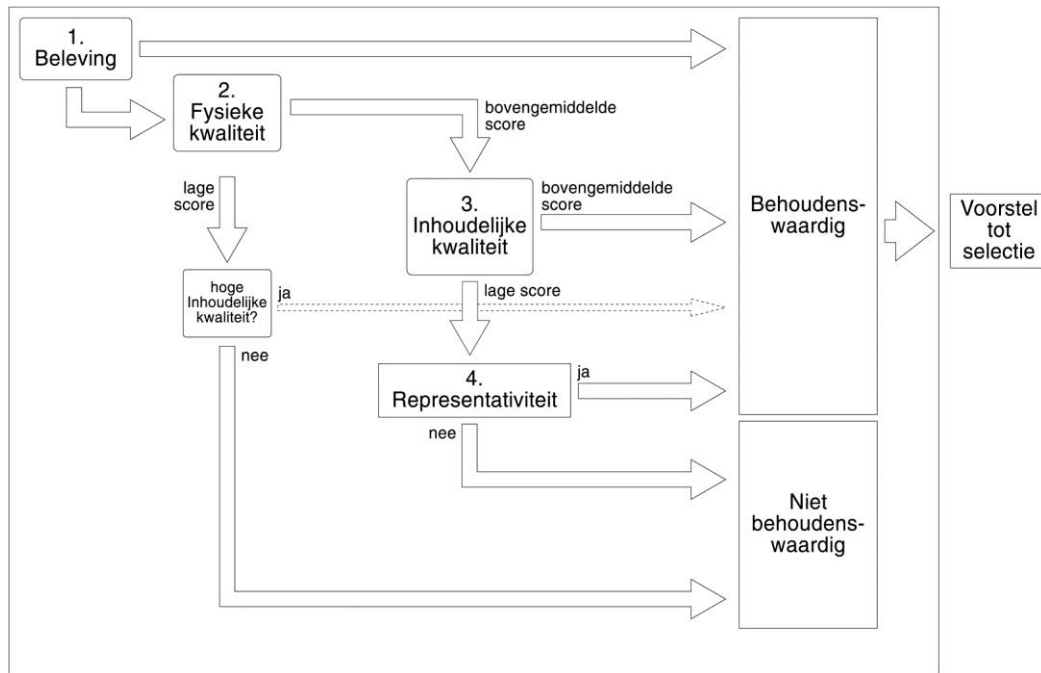 1.
Beleving
2.
Fysieke
kwaliteit
bovengemiddelde
score
lage
score
3.
Inhoudelijke
kwaliteit
bovengemiddelde
score
Behoudens-
waardig
Voorstel
tot
selectie
hoge
Inhoudelijke
kwaliteit?
ja
lage score
nee
4.
Representativiteit
ja
nee
Niet
behoudens-
waardig